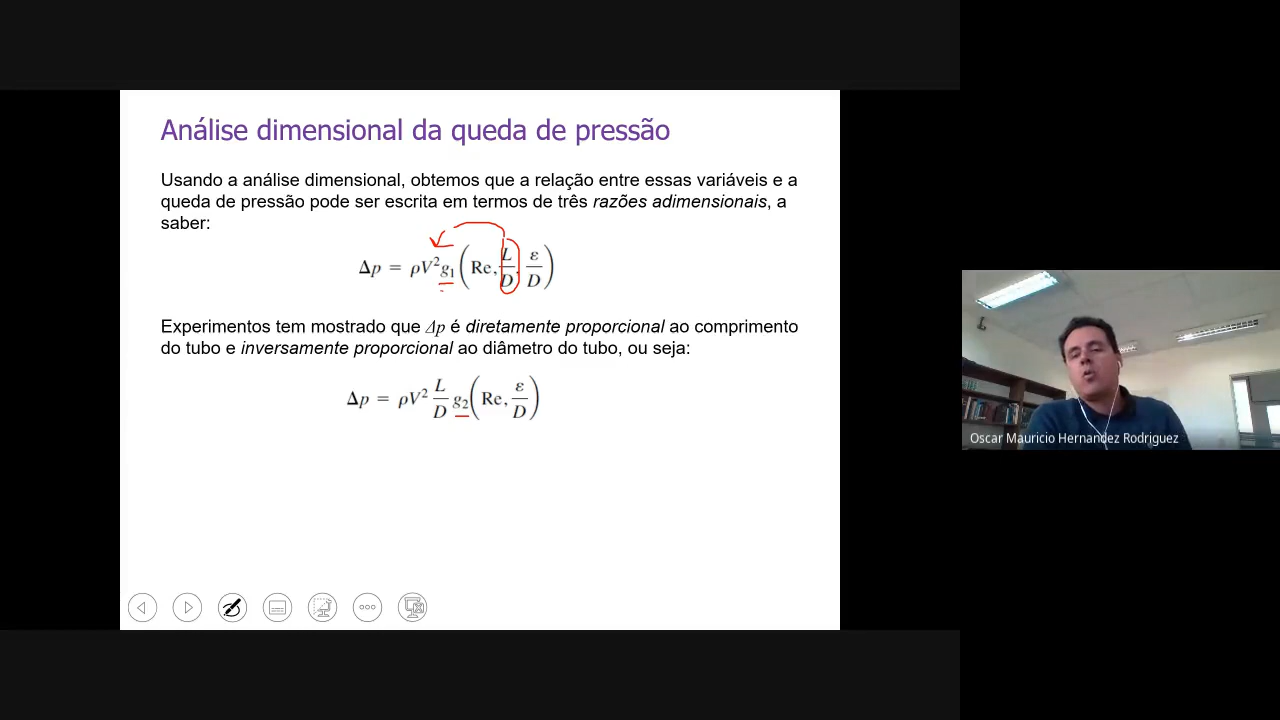 Análise dimensional da queda de pressão
Usando a análise dimensional, obtemos que a relação entre essas variáveis e a
queda de pressão pode ser escrita em termos de três razões adimensionais, a
saber:
Δp = ρV²g₁(Re, L/D, ε/D)
Experimentos tem mostrado que Δp é diretamente proporcional ao comprimento
do tubo e inversamente proporcional ao diâmetro do tubo, ou seja:
Δp = ρV² L/D g₂(Re, ε/D)
Oscar Mauricio Hernandez Rodriguez